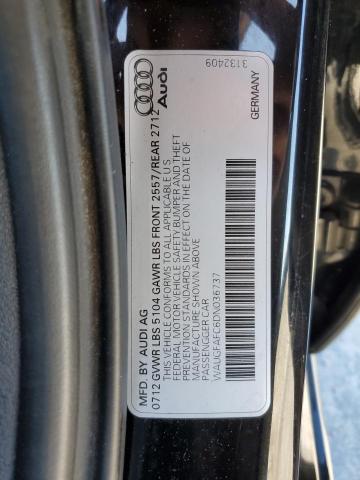 Audi
3132409
GERMANY
MFD. BY AUDI AG
0712 GVWR LBS 5104 GAWR LBS FRONT 2557/REAR 2712
THIS VEHICLE CONFORMS TO ALL APPLICABLE U.S.
FEDERAL MOTOR VEHICLE SAFETY BUMPER AND THEFT
PREVENTION STANDARDS IN EFFECT ON THE DATE OF
MANUFACTURE SHOWN ABOVE
PASSENGGER CAR
WAUGFAFC6DN036737